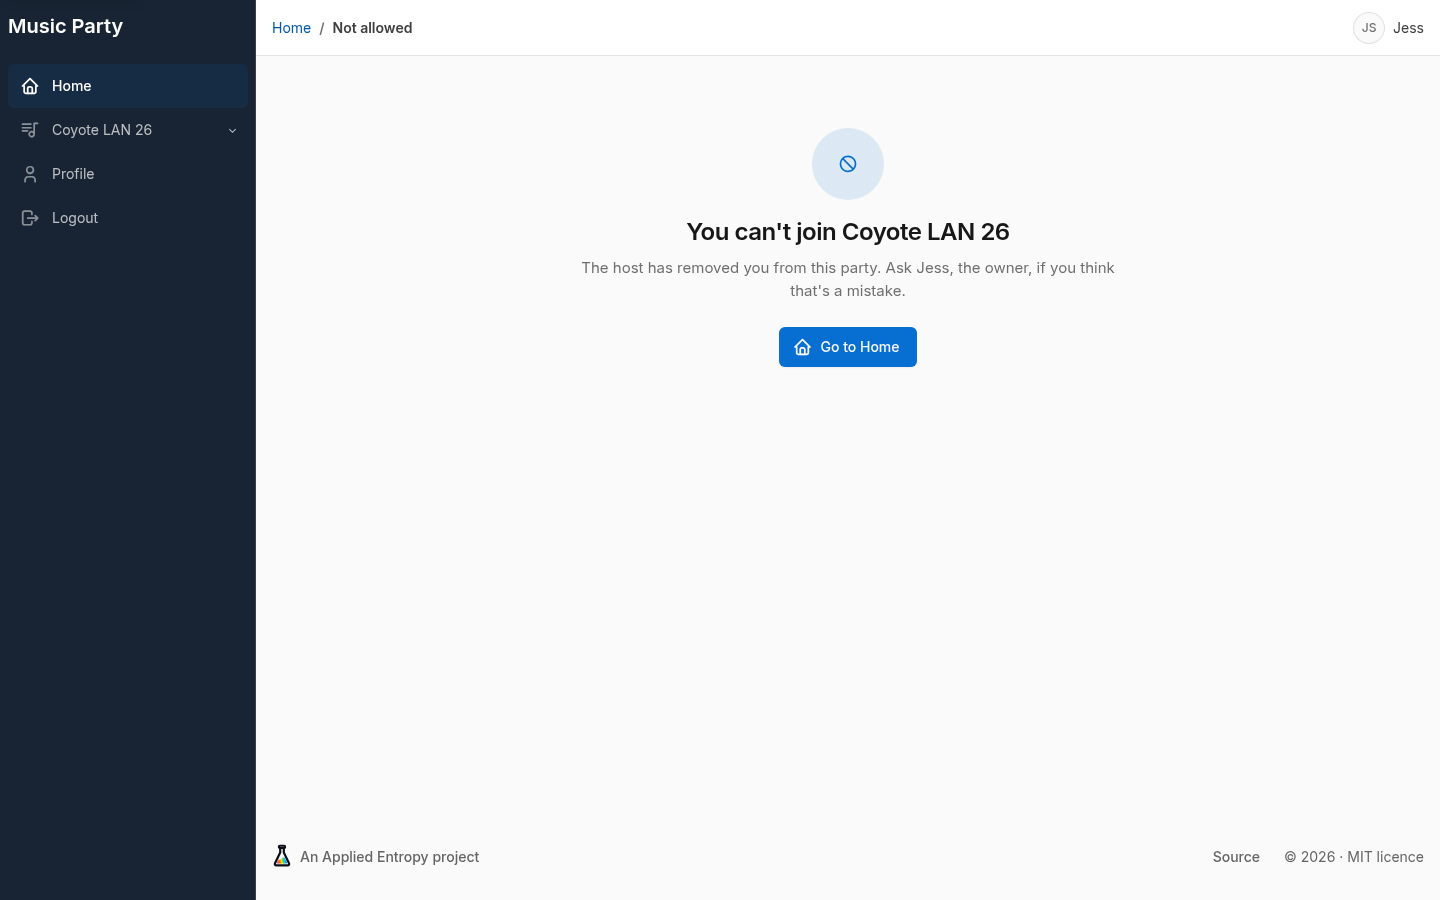 Music Party
Home
Coyote LAN 26
Profile
Logout
Home / Not allowed
JS Jess
You can't join Coyote LAN 26
The host has removed you from this party. Ask Jess, the owner, if you think
that's a mistake.
Go to Home
An Applied Entropy project
Source © 2026 · MIT licence